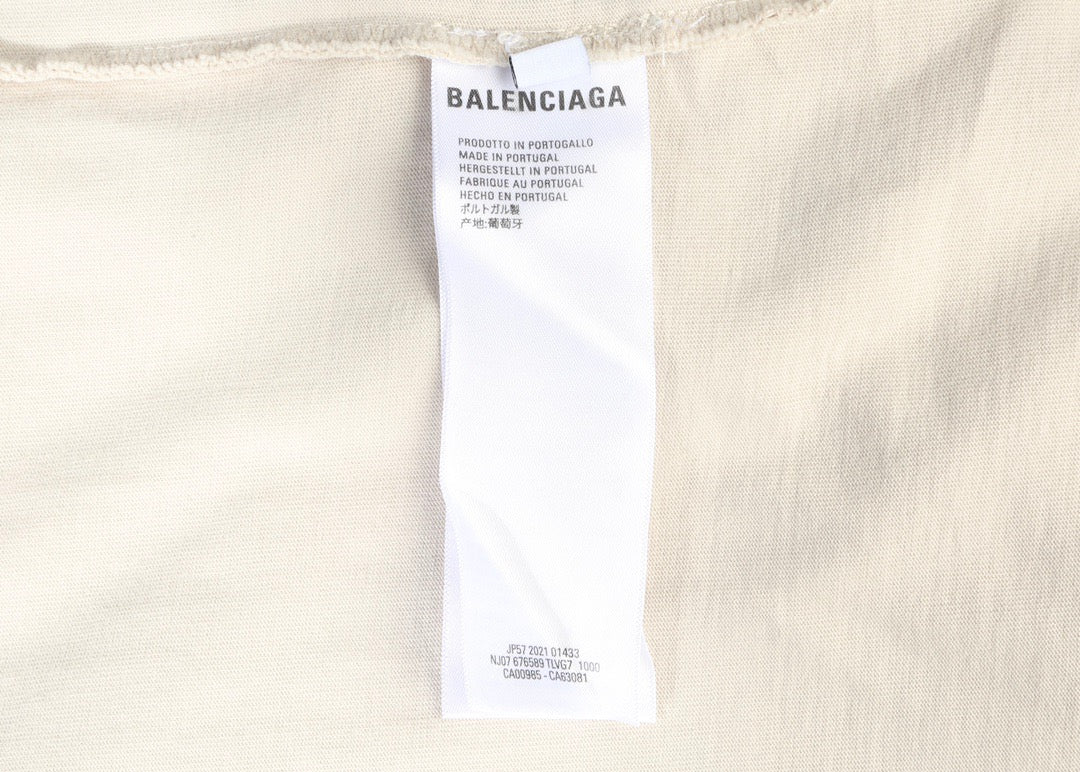 BALENCIAGA
PRODOTTO IN PORTOGALLO
MADE IN PORTUGAL
HERGESTELLT IN PORTUGAL
FABRIQUE AU PORTUGAL
HECHO EN PORTUGAL
ポルトガル製
产地:葡萄牙
JP57 2021 01433
NJ07 676589 TLVG7 1000
CA00985 - CA63081